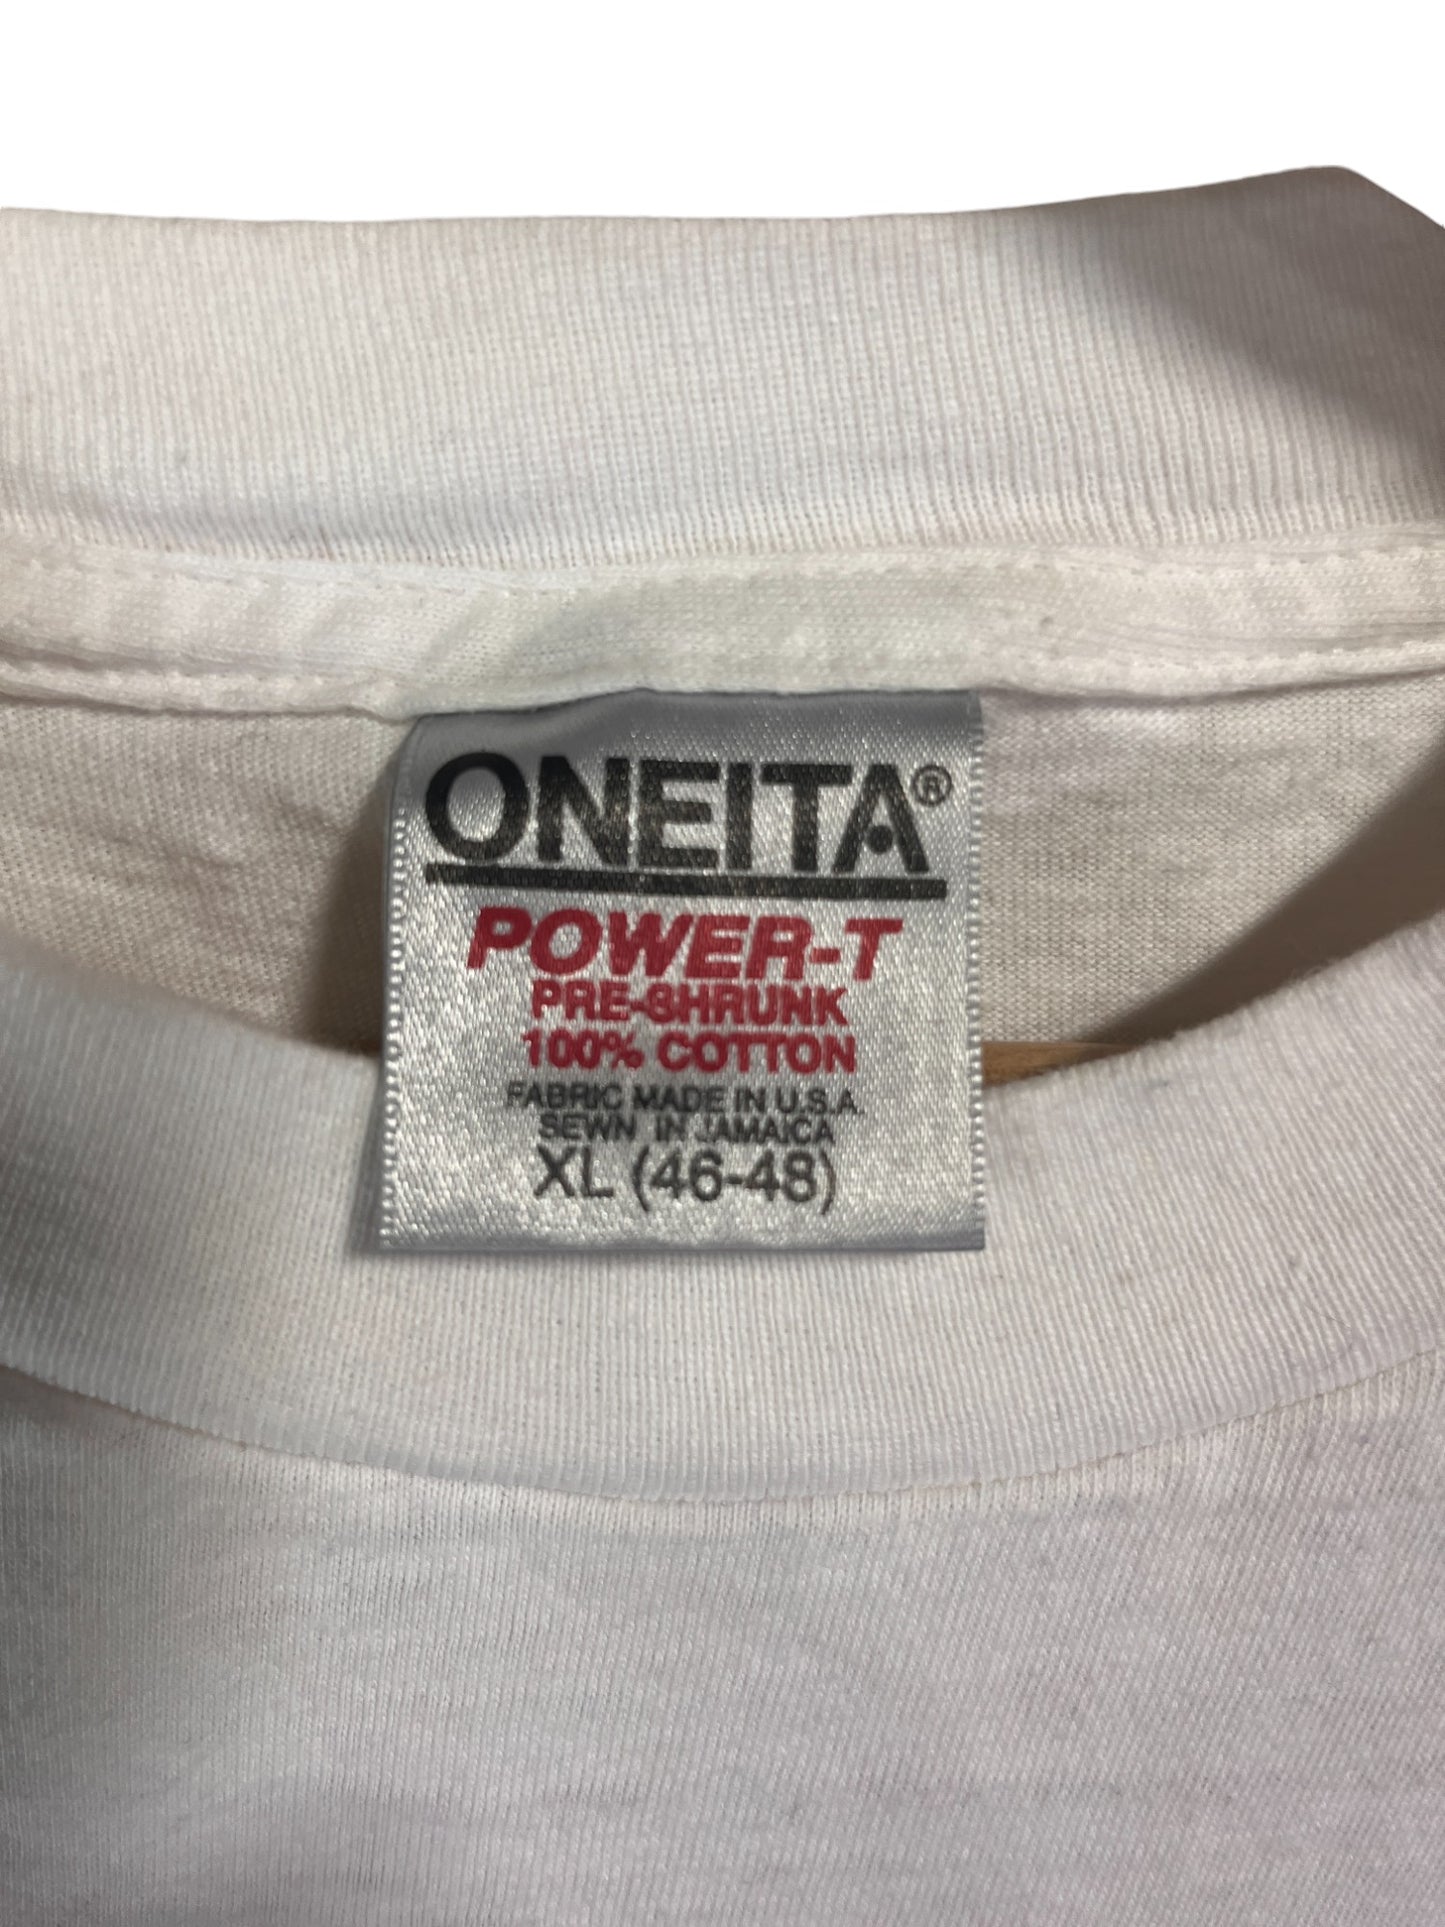 ONEITA®
POWER-T
PRE-SHRUNK
100% COTTON
FABRIC MADE IN U.S.A.
SEWN IN JAMAICA
XL (46-48)